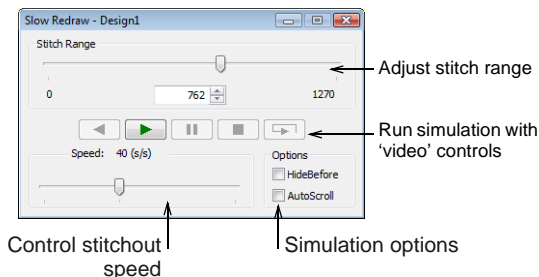 Slow Redraw - Design1
Stitch Range
Adjust stitch range
0 762 1270
Run simulation with
'video' controls
Speed: 40 (s/s)
Options
HideBefore
AutoScroll
Control stitchout
speed
Simulation options